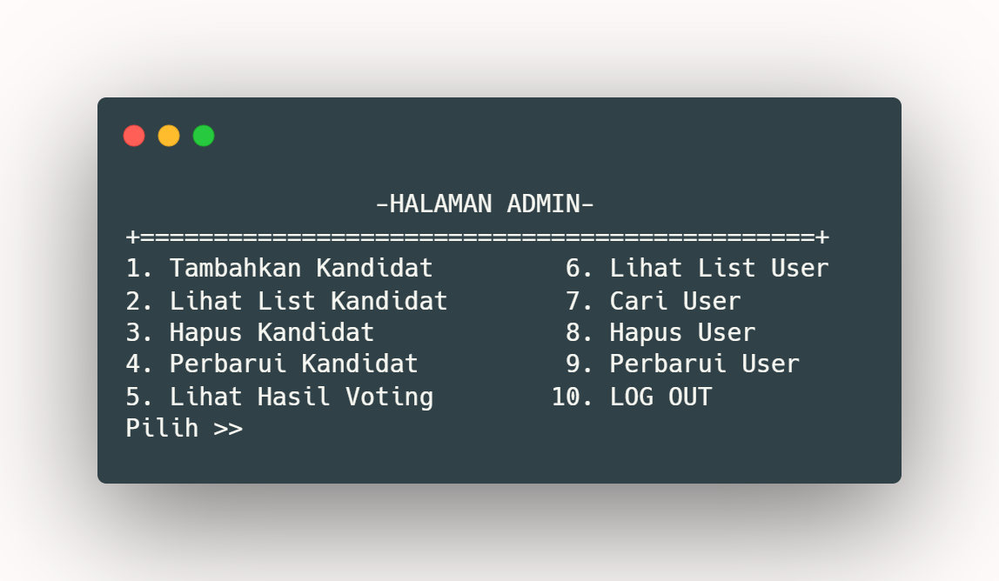 -HALAMAN ADMIN-
+==============================================+
1. Tambahkan Kandidat         6. Lihat List User
2. Lihat List Kandidat        7. Cari User
3. Hapus Kandidat             8. Hapus User
4. Perbarui Kandidat          9. Perbarui User
5. Lihat Hasil Voting        10. LOG OUT
Pilih >>